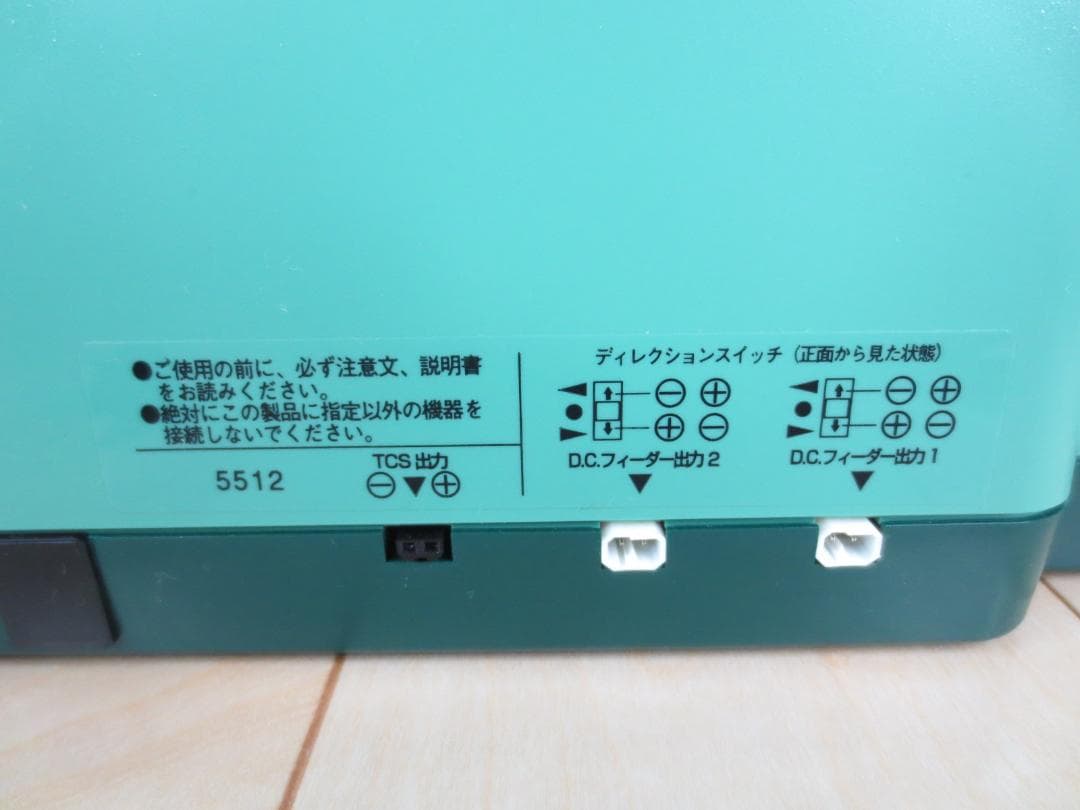 ●ご使用の前に、必ず注意文、説明書
をお読みください。
●絶対にこの製品に指定以外の機器を
接続しないでください。
5512
TCS出力
⊖▼⊕
ディレクションスイッチ（正面から見た状態）
⊖⊕
⊕⊖
D.C.フィーダー出力2
▼
⊖⊕
⊕⊖
D.C.フィーダー出力1
▼